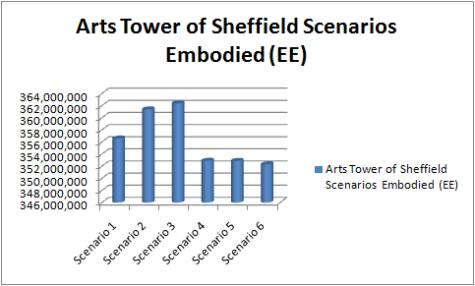 Arts Tower of Sheffield Scenarios
Embodied (EE)
364,000,000
362,000,000
360,000,000
358,000,000
356,000,000
354,000,000
352,000,000
350,000,000
348,000,000
346,000,000
Scenario 1
Scenario 2
Scenario 3
Scenario 4
Scenario 5
Scenario 6
Arts Tower of Sheffield
Scenarios Embodied (EE)